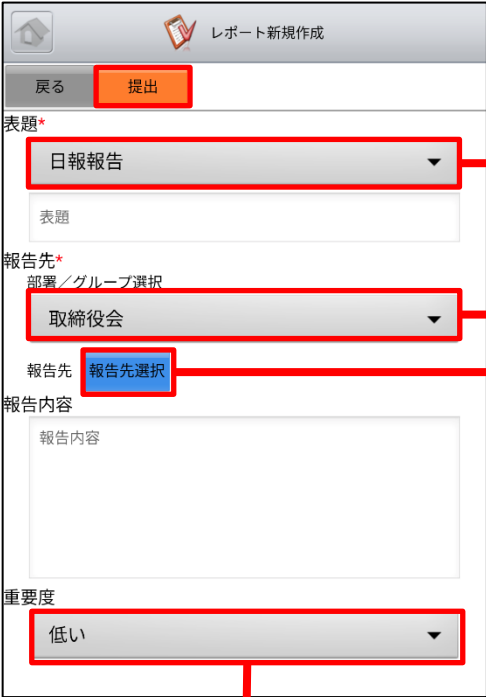 レポート新規作成
戻る 提出
表題*
日報報告
表題
報告先*
部署／グループ選択
取締役会
報告先 報告先選択
報告内容
報告内容
重要度
低い